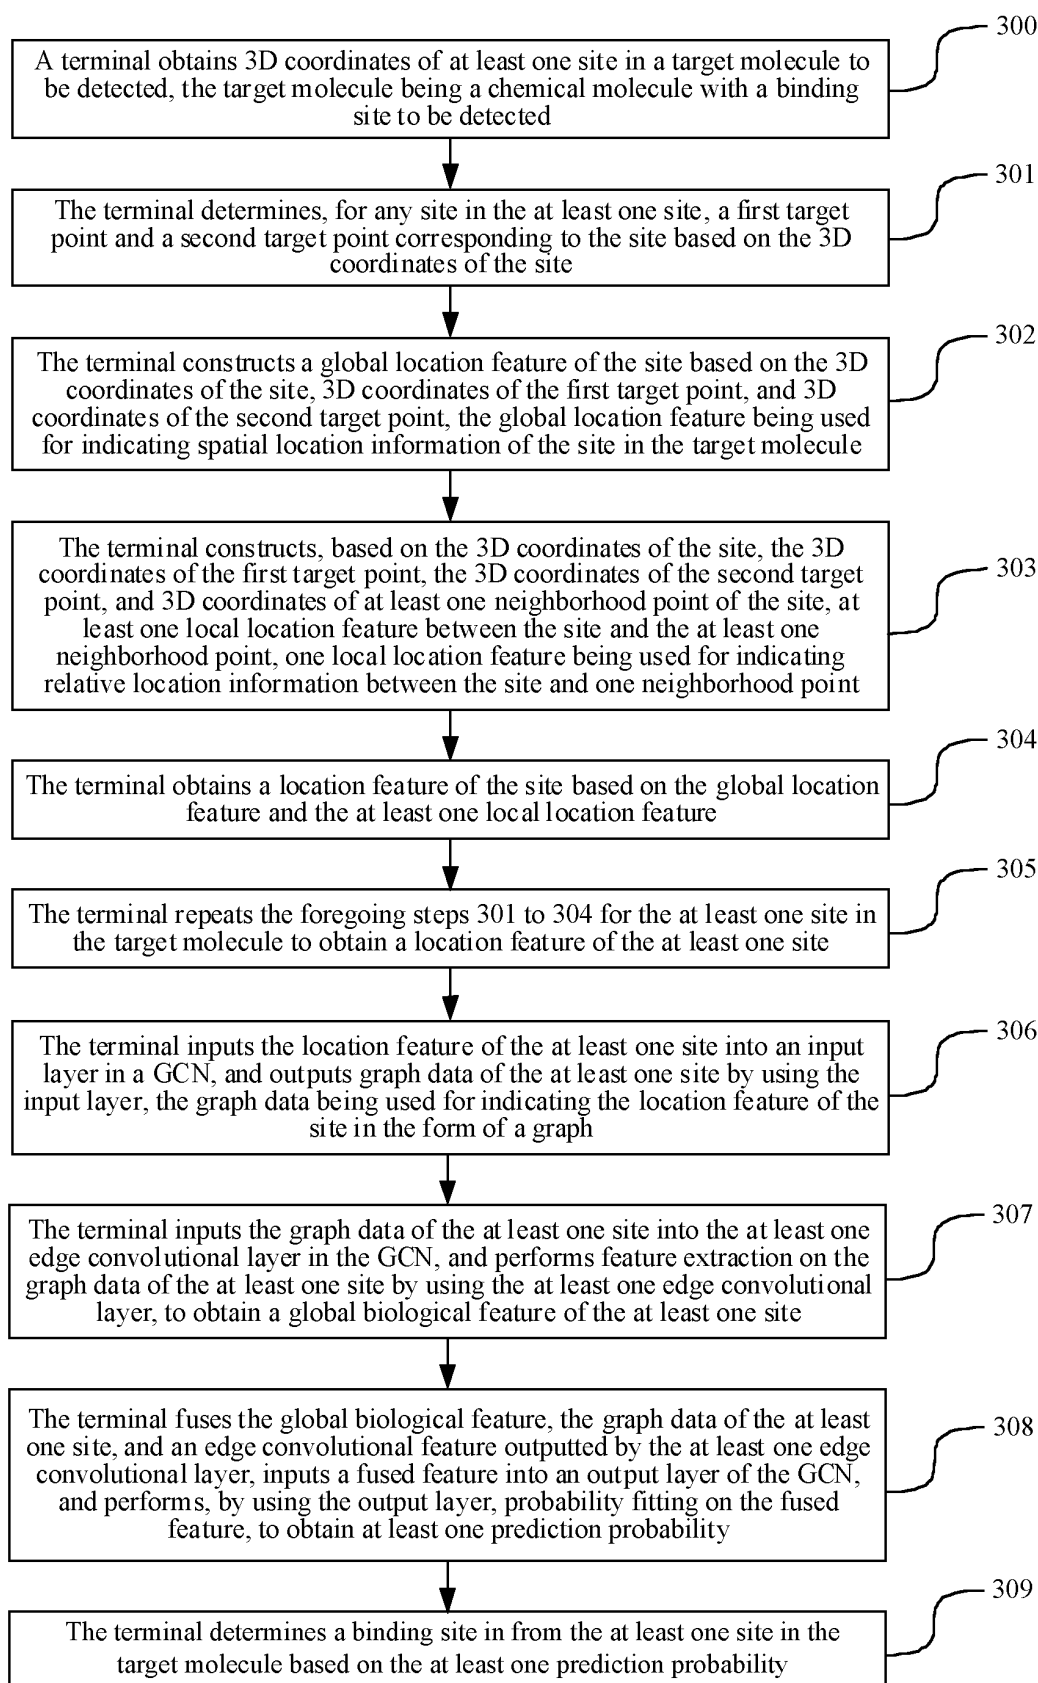 300
A terminal obtains 3D coordinates of at least one site in a target molecule to
be detected, the target molecule being a chemical molecule with a binding
site to be detected
301
The terminal determines, for any site in the at least one site, a first target
point and a second target point corresponding to the site based on the 3D
coordinates of the site
302
The terminal constructs a global location feature of the site based on the 3D
coordinates of the site, 3D coordinates of the first target point, and 3D
coordinates of the second target point, the global location feature being used
for indicating spatial location information of the site in the target molecule
303
The terminal constructs, based on the 3D coordinates of the site, the 3D
coordinates of the first target point, the 3D coordinates of the second target
point, and 3D coordinates of at least one neighborhood point of the site, at
least one local location feature between the site and the at least one
neighborhood point, one local location feature being used for indicating
relative location information between the site and one neighborhood point
304
The terminal obtains a location feature of the site based on the global location
feature and the at least one local location feature
305
The terminal repeats the foregoing steps 301 to 304 for the at least one site in
the target molecule to obtain a location feature of the at least one site
306
The terminal inputs the location feature of the at least one site into an input
layer in a GCN, and outputs graph data of the at least one site by using the
input layer, the graph data being used for indicating the location feature of the
site in the form of a graph
307
The terminal inputs the graph data of the at least one site into the at least one
edge convolutional layer in the GCN, and performs feature extraction on the
graph data of the at least one site by using the at least one edge convolutional
layer, to obtain a global biological feature of the at least one site
308
The terminal fuses the global biological feature, the graph data of the at least
one site, and an edge convolutional feature outputted by the at least one edge
convolutional layer, inputs a fused feature into an output layer of the GCN,
and performs, by using the output layer, probability fitting on the fused
feature, to obtain at least one prediction probability
309
The terminal determines a binding site in from the at least one site in the
target molecule based on the at least one prediction probability